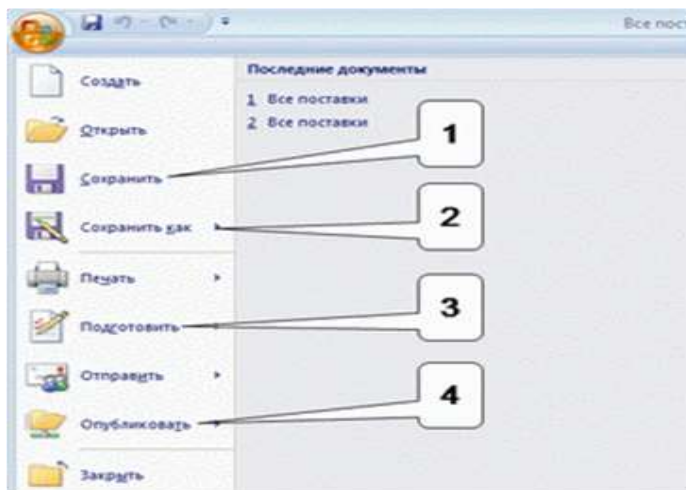 Все пос
Создать
Открыть
Сохранить
Сохранить как
Печать
Подготовить
Отправить
Опубликовать
Закрыть
Последние документы
1 Все поставки
2 Все поставки
1
2
3
4